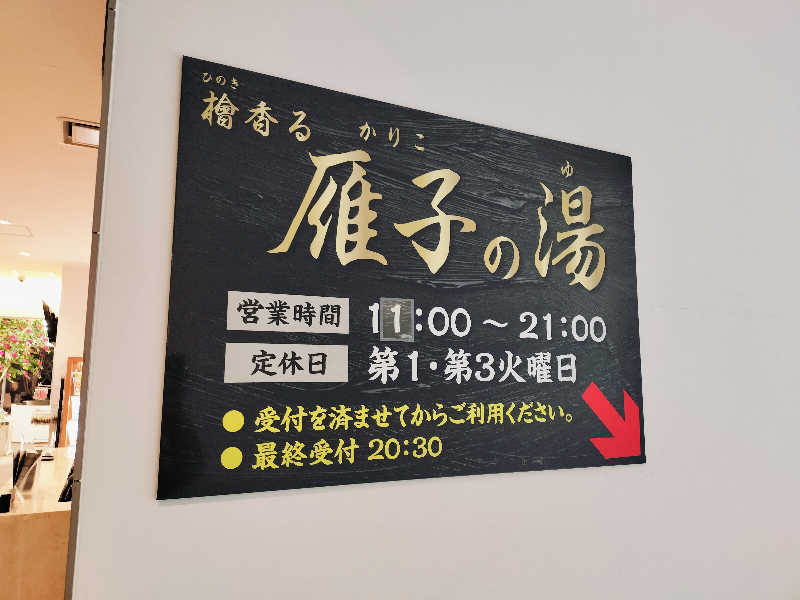 ひのき
檜香る かりこ
ゆ
雁子の湯
営業時間 11:00 ～ 21:00
定休日 第1・第3火曜日
● 受付を済ませてからご利用ください。
● 最終受付 20:30